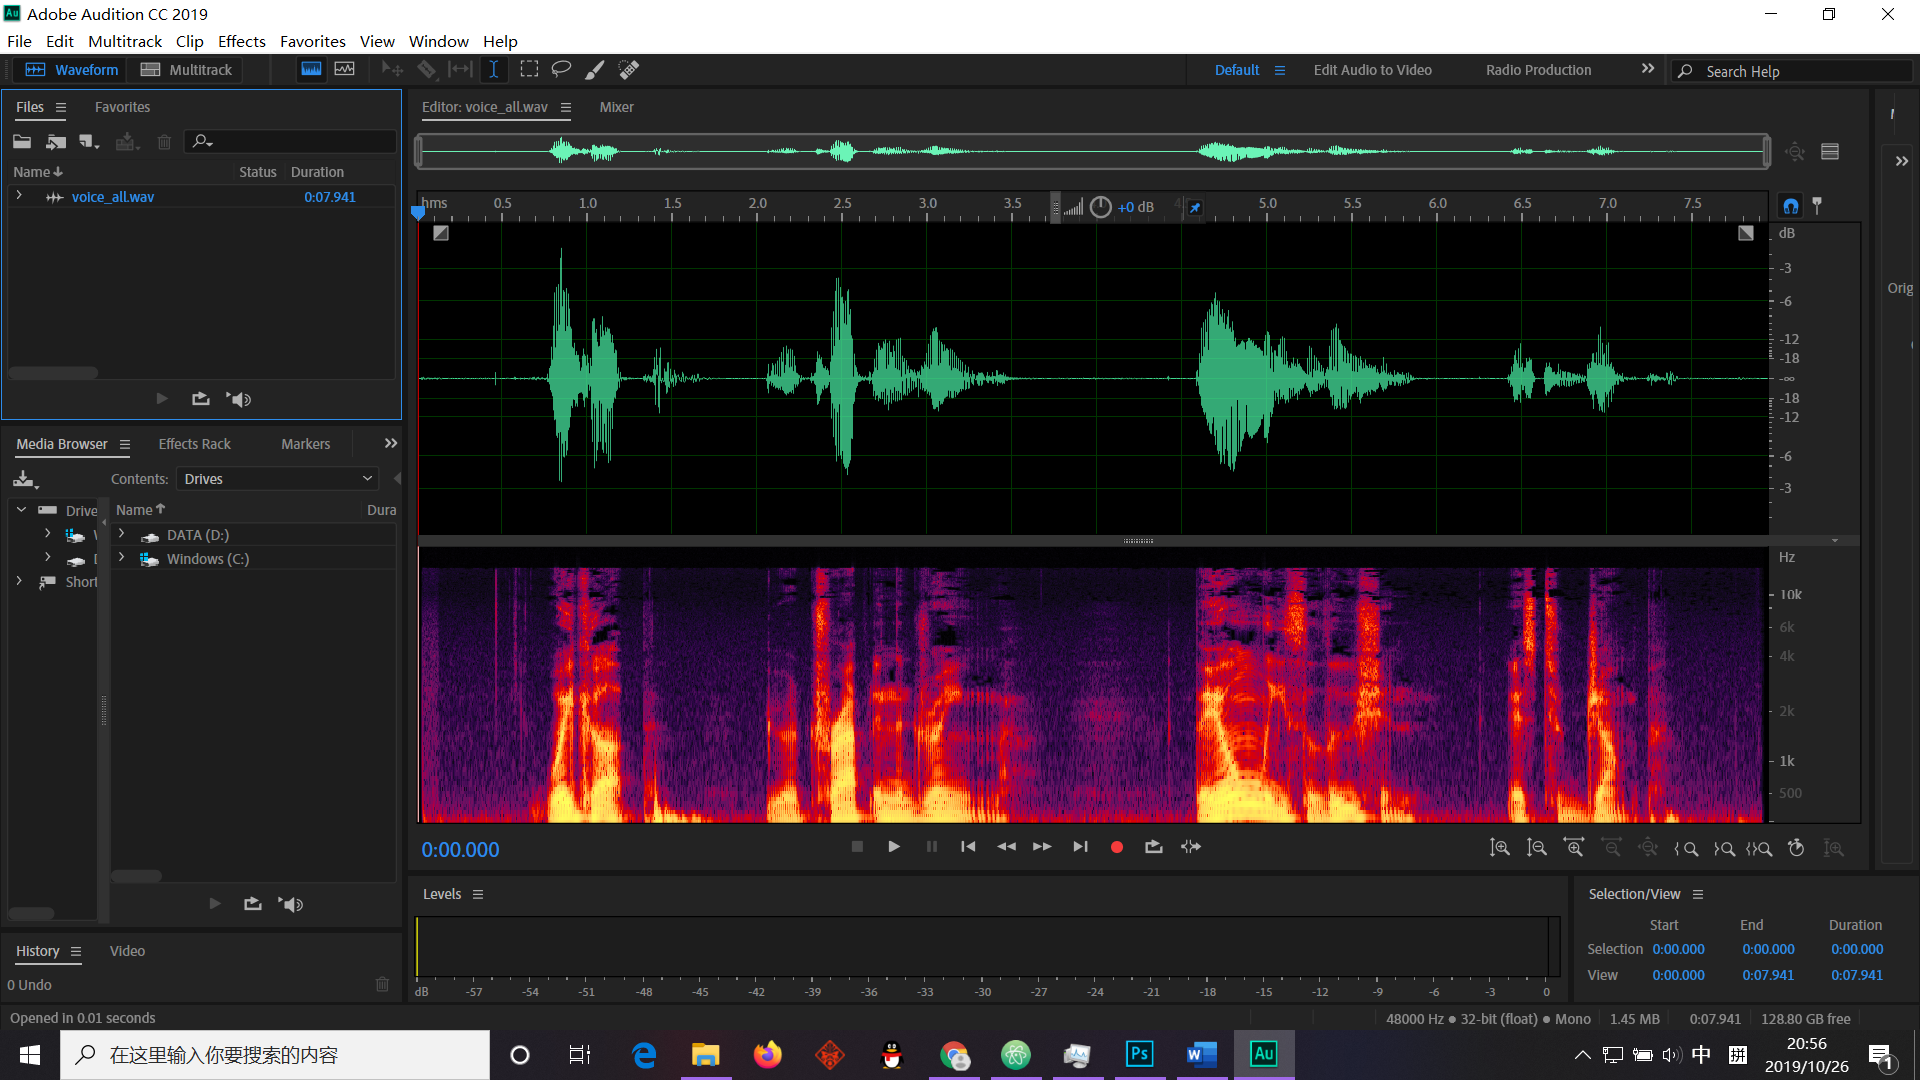 Adobe Audition CC 2019
File Edit Multitrack Clip Effects Favorites View Window Help
Waveform Multitrack Default Edit Audio to Video Radio Production Search Help
Files Favorites
Name Status Duration
voice_all.wav 0:07.941
Editor: voice_all.wav Mixer
hms 0.5 1.0 1.5 2.0 2.5 3.0 3.5 +0 dB 5.0 5.5 6.0 6.5 7.0 7.5
dB
-3
-6
-12
-18
-∞
-18
-12
-6
-3
Orig
Hz
10k
6k
4k
2k
1k
500
Media Browser Effects Rack Markers
Contents: Drives
Drive
Short
Name Dura
DATA (D:)
Windows (C:)
0:00.000
History Video
0 Undo
Levels
dB -57 -54 -51 -48 -45 -42 -39 -36 -33 -30 -27 -24 -21 -18 -15 -12 -9 -6 -3 0
Selection/View
Start End Duration
Selection 0:00.000 0:00.000 0:00.000
View 0:00.000 0:07.941 0:07.941
Opened in 0.01 seconds
48000 Hz ● 32-bit (float) ● Mono 1.45 MB 0:07.941 128.80 GB free
在这里输入你要搜索的内容
Ps
W
Au
中 拼
20:56
2019/10/26
1